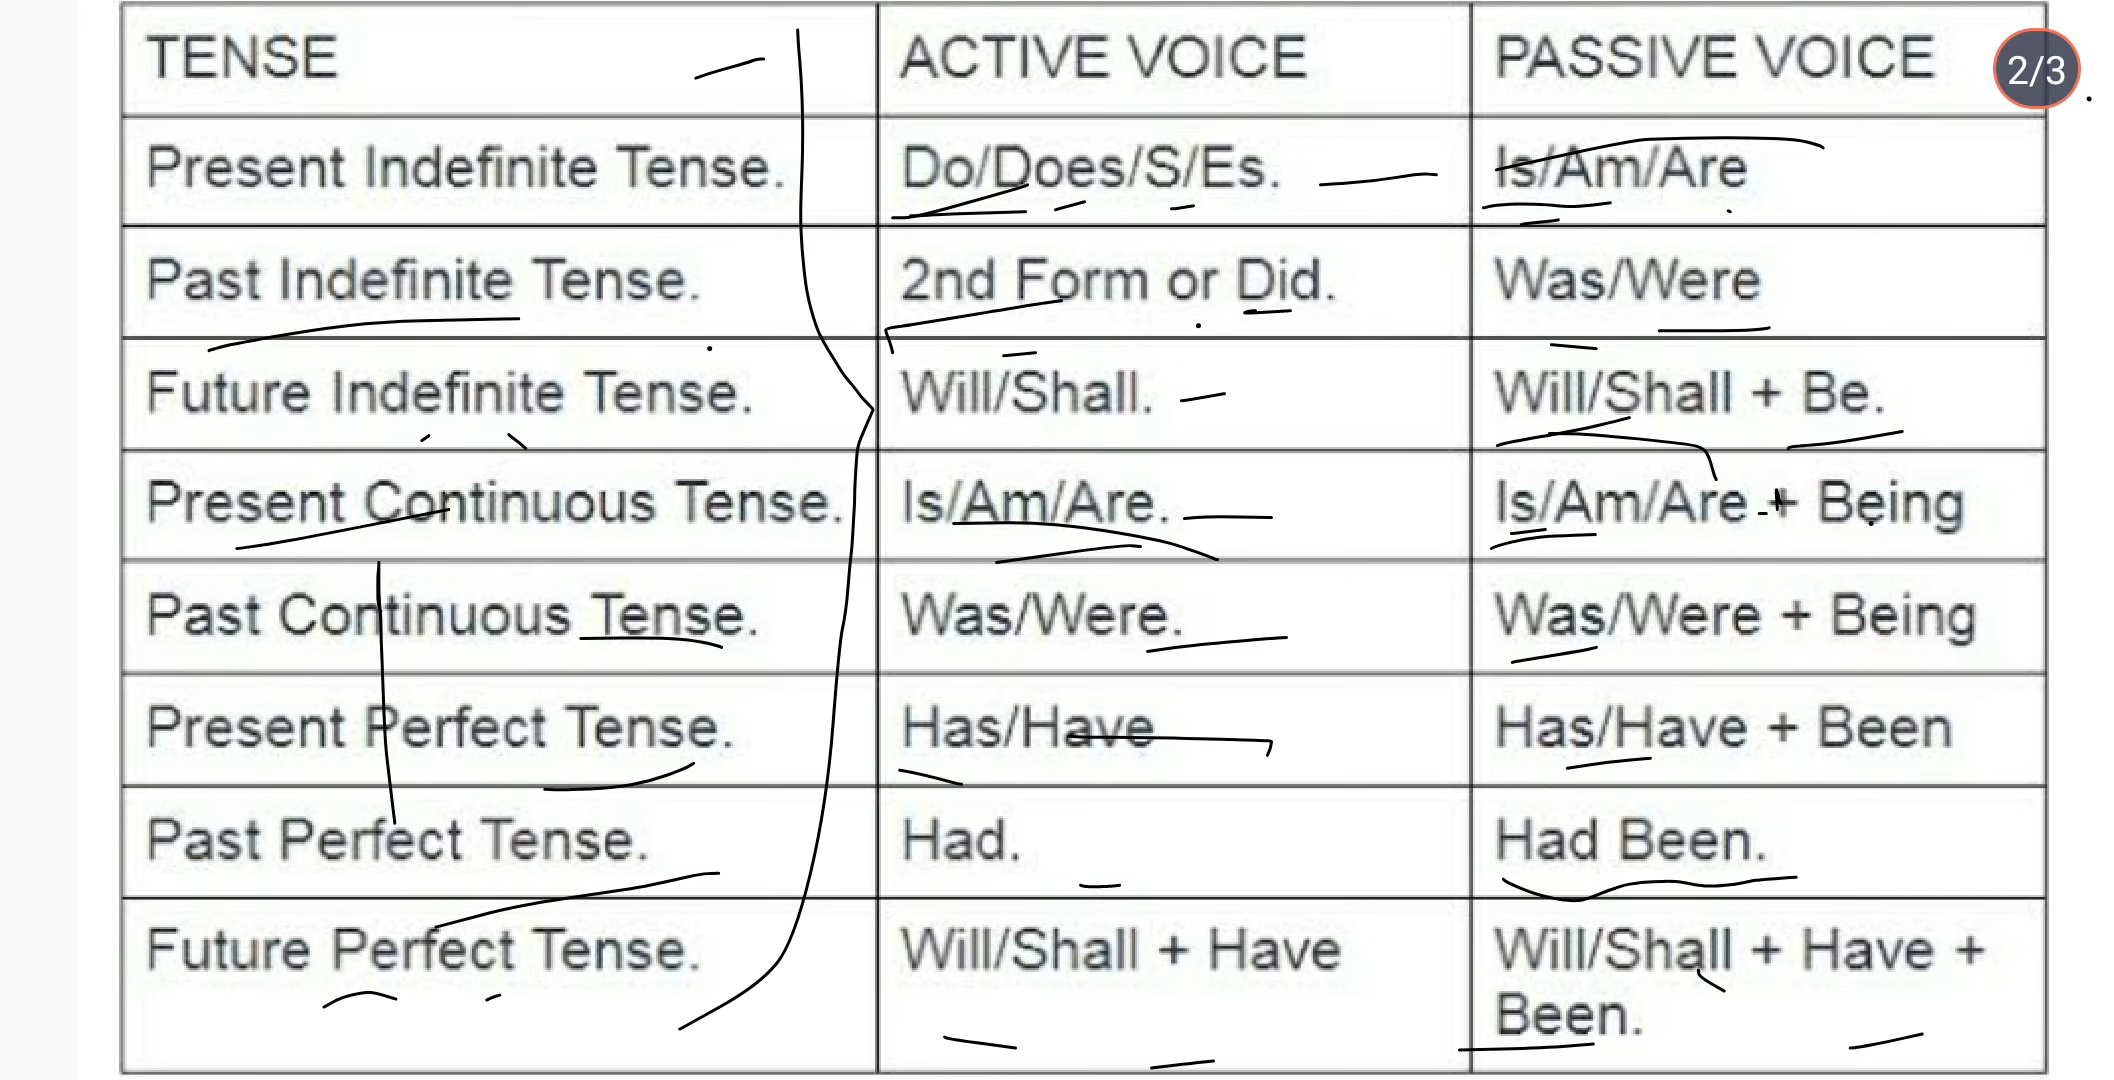 TENSE ACTIVE VOICE PASSIVE VOICE 2/3
Present Indefinite Tense. Do/Does/S/Es. Is/Am/Are
Past Indefinite Tense. 2nd Form or Did. Was/Were
Future Indefinite Tense. Will/Shall. Will/Shall + Be.
Present Continuous Tense. Is/Am/Are. Is/Am/Are + Being
Past Continuous Tense. Was/Were. Was/Were + Being
Present Perfect Tense. Has/Have Has/Have + Been
Past Perfect Tense. Had. Had Been.
Future Perfect Tense. Will/Shall + Have Will/Shall + Have +
Been.